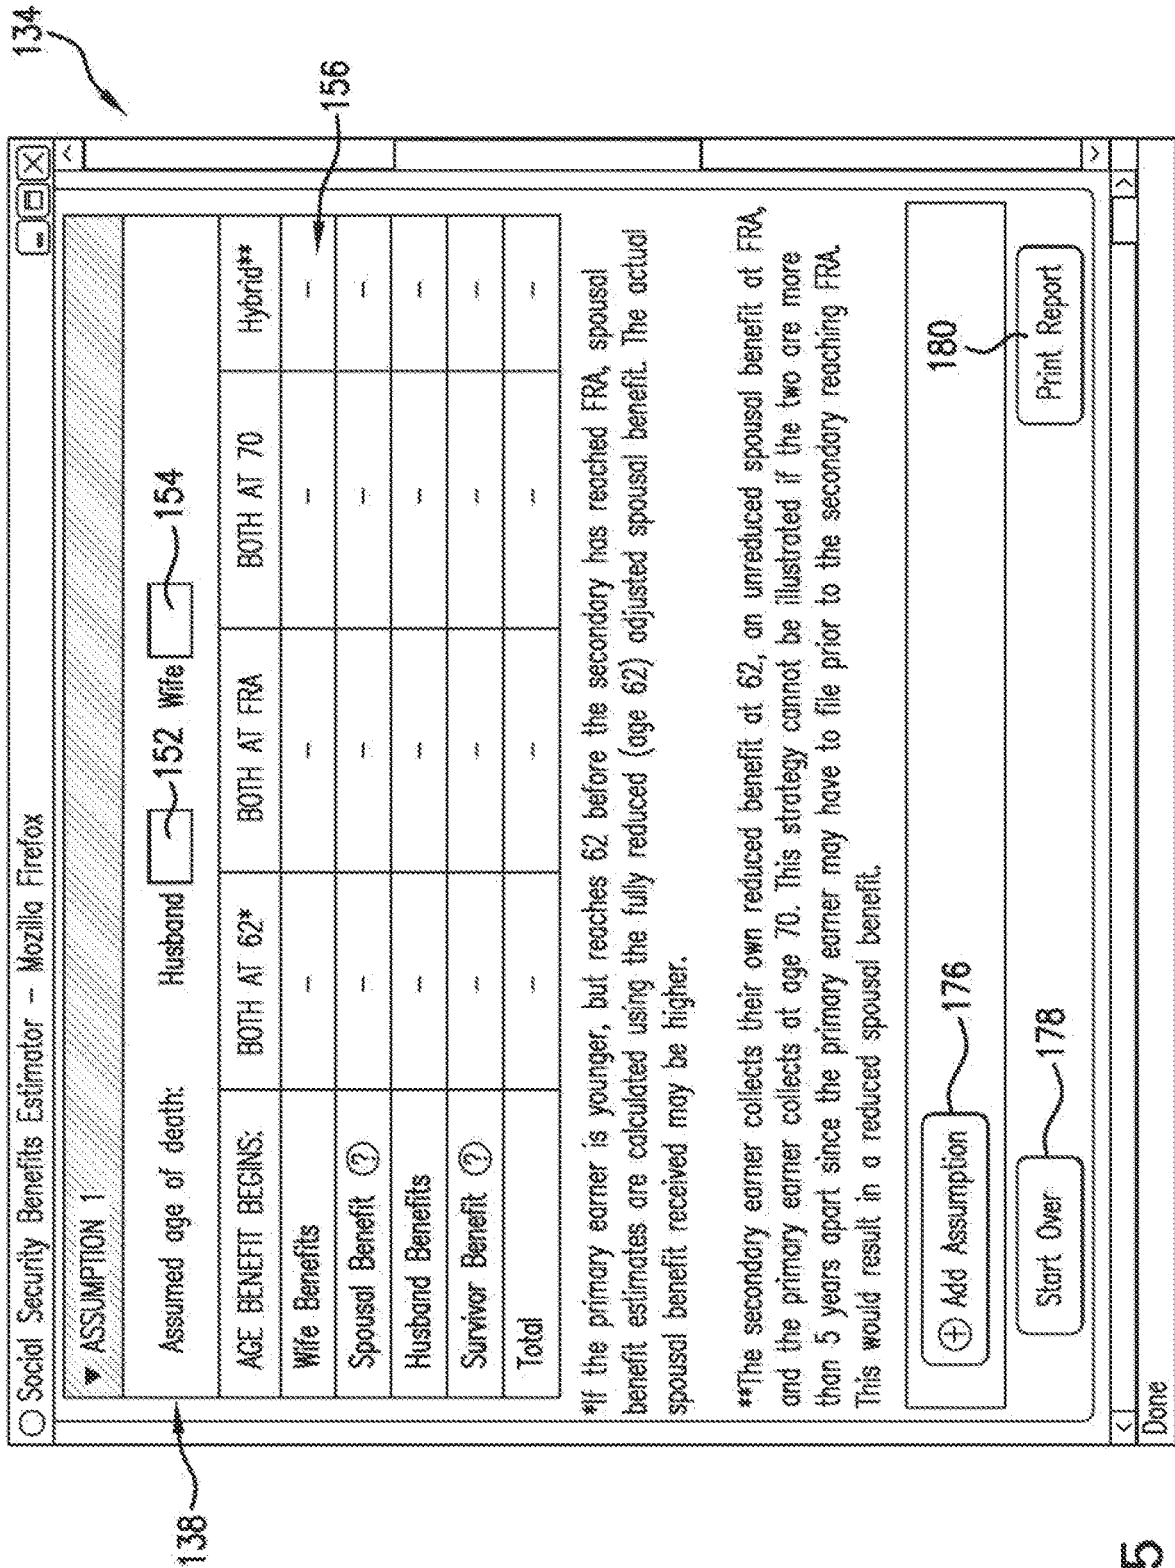 134
Social Security Benefits Estimator – Mozilla Firefox
138
▼ ASSUMPTION 1
Assumed age of death: Husband 152 Wife 154
156
AGE BENEFIT BEGINS: BOTH AT 62* BOTH AT FRA BOTH AT 70 Hybrid**
Wife Benefits – – – –
Spousal Benefit (?) – – – –
Husband Benefits – – – –
Survivor Benefit (?) – – – –
Total – – – –
*If the primary earner is younger, but reaches 62 before the secondary has reached FRA, spousal
benefit estimates are calculated using the fully reduced (age 62) adjusted spousal benefit. The actual
spousal benefit received may be higher.
**The secondary earner collects their own reduced benefit at 62, an unreduced spousal benefit at FRA,
and the primary earner collects at age 70. This strategy cannot be illustrated if the two are more
than 5 years apart since the primary earner may have to file prior to the secondary reaching FRA.
This would result in a reduced spousal benefit.
⊕ Add Assumption 176
180
Start Over 178
Print Report
Done
5